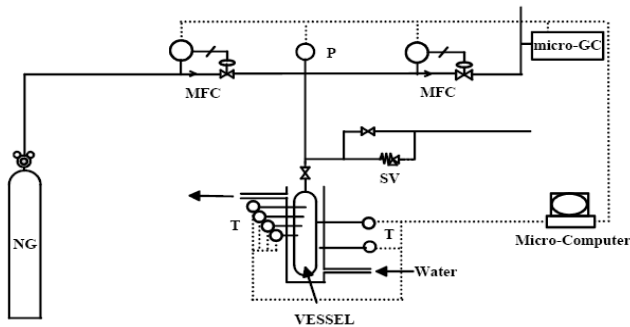 micro-GC
P
MFC
MFC
SV
NG
T
T
Micro-Computer
Water
VESSEL